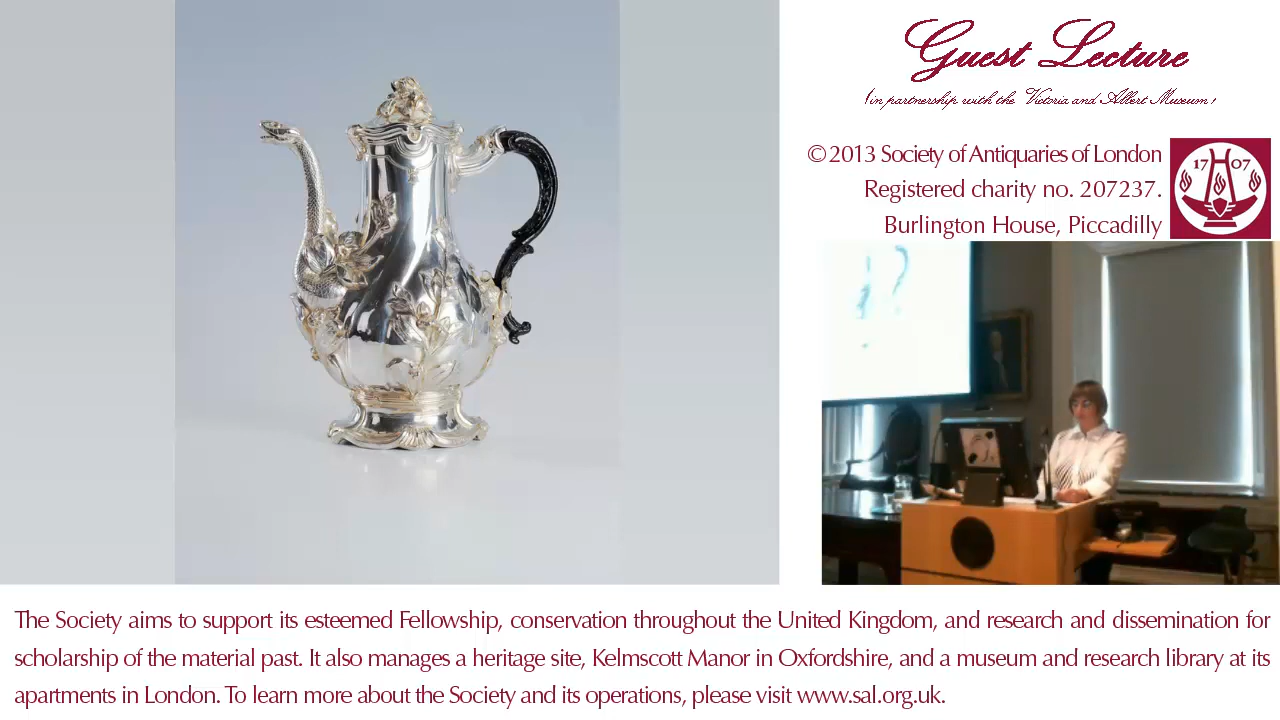 Guest Lecture
(in partnership with the Victoria and Albert Museum)
© 2013 Society of Antiquaries of London
Registered charity no. 207237.
Burlington House, Piccadilly
17 07
The Society aims to support its esteemed Fellowship, conservation throughout the United Kingdom, and research and dissemination for
scholarship of the material past. It also manages a heritage site, Kelmscott Manor in Oxfordshire, and a museum and research library at its
apartments in London. To learn more about the Society and its operations, please visit www.sal.org.uk.